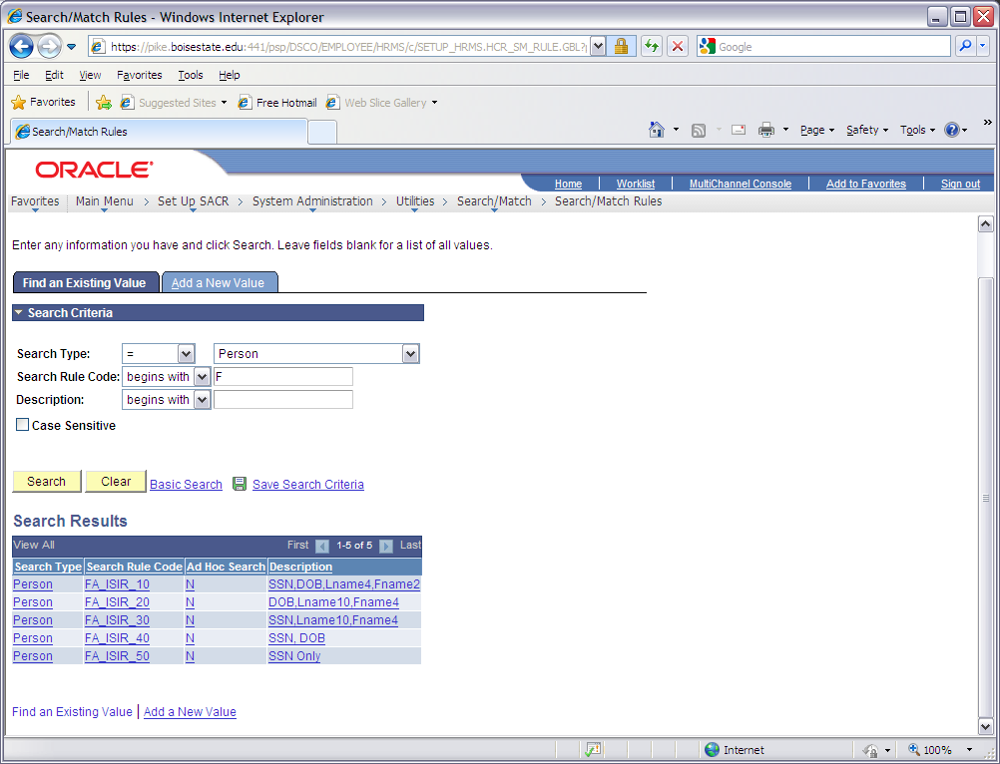 Search/Match Rules - Windows Internet Explorer
https://pike.boisestate.edu:441/psp/DSCO/EMPLOYEE/HRMS/c/SETUP_HRMS.HCR_SM_RULE.GBL?
Google
File Edit View Favorites Tools Help
Favorites Suggested Sites Free Hotmail Web Slice Gallery
Search/Match Rules
Page Safety Tools
ORACLE
Home Worklist MultiChannel Console Add to Favorites Sign out
Favorites Main Menu > Set Up SACR > System Administration > Utilities > Search/Match > Search/Match Rules
Enter any information you have and click Search. Leave fields blank for a list of all values.
Find an Existing Value Add a New Value
Search Criteria
Search Type: = Person
Search Rule Code: begins with F
Description: begins with
Case Sensitive
Search Clear Basic Search Save Search Criteria
Search Results
View All First 1-5 of 5 Last
Search Type Search Rule Code Ad Hoc Search Description
Person FA_ISIR_10 N SSN,DOB,Lname4,Fname2
Person FA_ISIR_20 N DOB,Lname10,Fname4
Person FA_ISIR_30 N SSN,Lname10,Fname4
Person FA_ISIR_40 N SSN, DOB
Person FA_ISIR_50 N SSN Only
Find an Existing Value | Add a New Value
Internet 100%